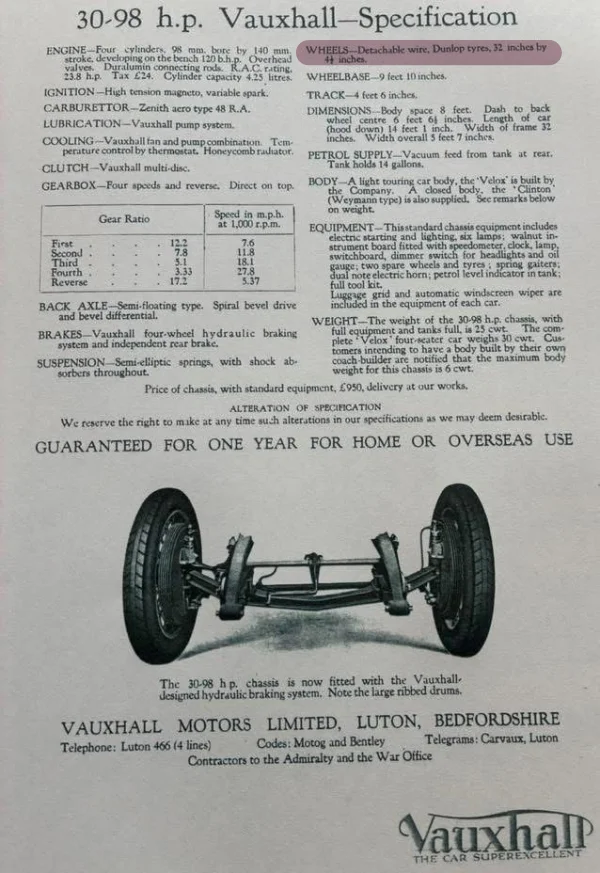 30-98 h.p. Vauxhall—Specification
ENGINE—Four cylinders, 98 mm. bore by 140 mm.
stroke, developing on the bench 120 b.h.p. Overhead
valves. Duralumin connecting rods. R.A.C. rating,
23.8 h.p. Tax £24. Cylinder capacity 4.25 litres.
IGNITION—High tension magneto, variable spark.
CARBURETTOR—Zenith aero type 48 R.A.
LUBRICATION—Vauxhall pump system.
COOLING—Vauxhall fan and pump combination. Tem-
perature control by thermostat. Honeycomb radiator.
CLUTCH—Vauxhall multi-disc.
GEARBOX—Four speeds and reverse. Direct on top.
Gear Ratio
Speed in m.p.h.
at 1,000 r.p.m.
First . . . . 12.2 7.6
Second . . . . 7.8 11.8
Third . . . . 5.1 18.1
Fourth . . . . 3.33 27.8
Reverse . . . . 17.2 5.37
BACK AXLE—Semi-floating type. Spiral bevel drive
and bevel differential.
BRAKES—Vauxhall four-wheel hydraulic braking
system and independent rear brake.
SUSPENSION—Semi-elliptic springs, with shock ab-
sorbers throughout.
WHEELS—Detachable wire, Dunlop tyres, 32 inches by
4½ inches.
WHEELBASE—9 feet 10 inches.
TRACK—4 feet 6 inches.
DIMENSIONS—Body space 8 feet. Dash to back
wheel centre 6 feet 6½ inches. Length of car
(hood down) 14 feet 1 inch. Width of frame 32
inches. Width overall 5 feet 7 inches.
PETROL SUPPLY—Vacuum feed from tank at rear.
Tank holds 14 gallons.
BODY—A light touring car body, the 'Velox' is built by
the Company. A closed body, the 'Clinton'
(Weymann type) is also supplied. See remarks below
on weight.
EQUIPMENT—This standard chassis equipment includes
electric starting and lighting, six lamps; walnut in-
strument board fitted with speedometer, clock, lamp,
switchboard, dimmer switch for headlights and oil
gauge; two spare wheels and tyres; spring gaiters;
dual note electric horn; petrol level indicator in tank;
full tool kit.
Luggage grid and automatic windscreen wiper are
included in the equipment of each car.
WEIGHT—The weight of the 30-98 h.p. chassis, with
full equipment and tanks full, is 25 cwt. The com-
plete 'Velox' four-seater car weighs 30 cwt. Cus-
tomers intending to have a body built by their own
coach-builder are notified that the maximum body
weight for this chassis is 6 cwt.
Price of chassis, with standard equipment, £950, delivery at our works.
ALTERATION OF SPECIFICATION
We reserve the right to make at any time such alterations in our specifications as we may deem desirable.
GUARANTEED FOR ONE YEAR FOR HOME OR OVERSEAS USE
The 30-98 h p. chassis is now fitted with the Vauxhall-
designed hydraulic braking system. Note the large ribbed drums.
VAUXHALL MOTORS LIMITED, LUTON, BEDFORDSHIRE
Telephone: Luton 466 (4 lines) Codes: Motog and Bentley Telegrams: Carvaux, Luton
Contractors to the Admiralty and the War Office
Vauxhall
THE CAR SUPEREXCELLENT